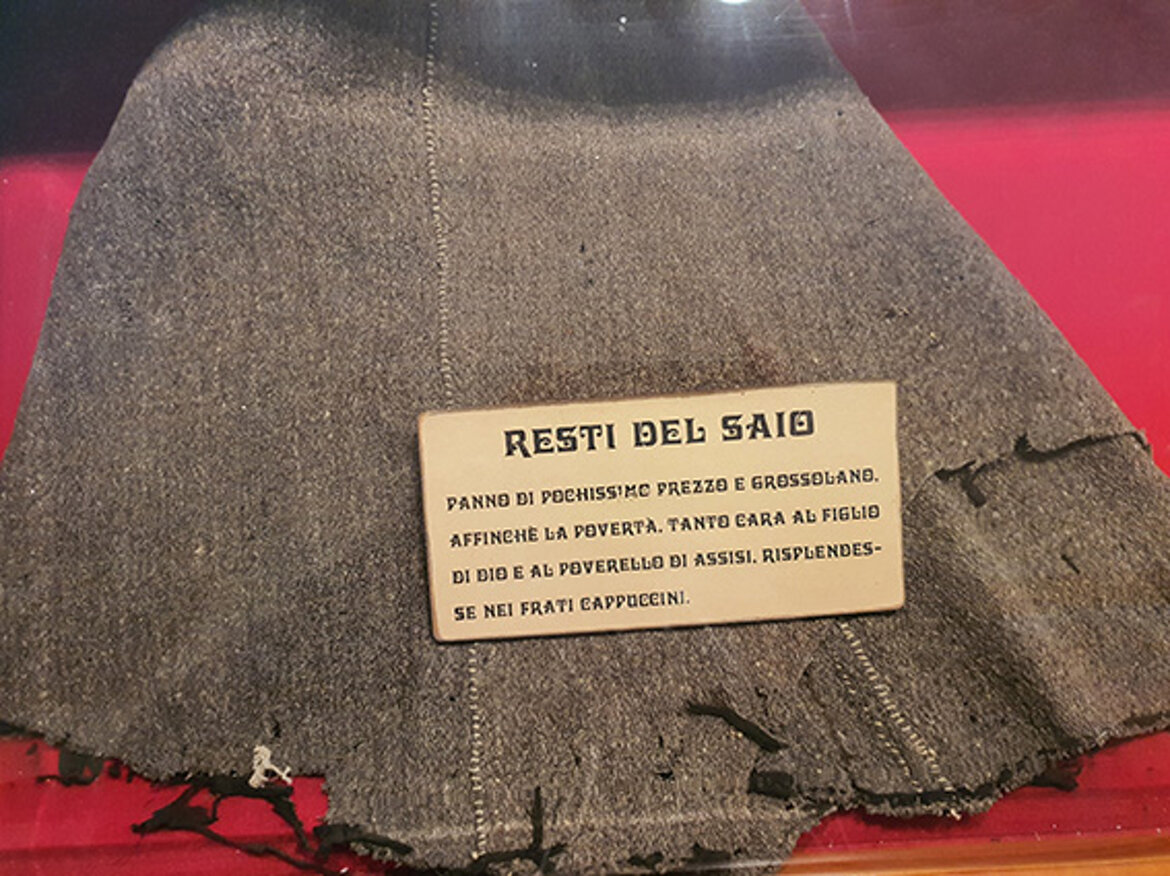 RESTI DEL SAIO
PANNO DI POCHISSIMO PREZZO E GROSSOLANO,
AFFINCHÈ LA POVERTÀ, TANTO CARA AL FIGLIO
DI DIO E AL POVERELLO DI ASSISI, RISPLENDES-
SE NEI FRATI CAPPUCCINI.